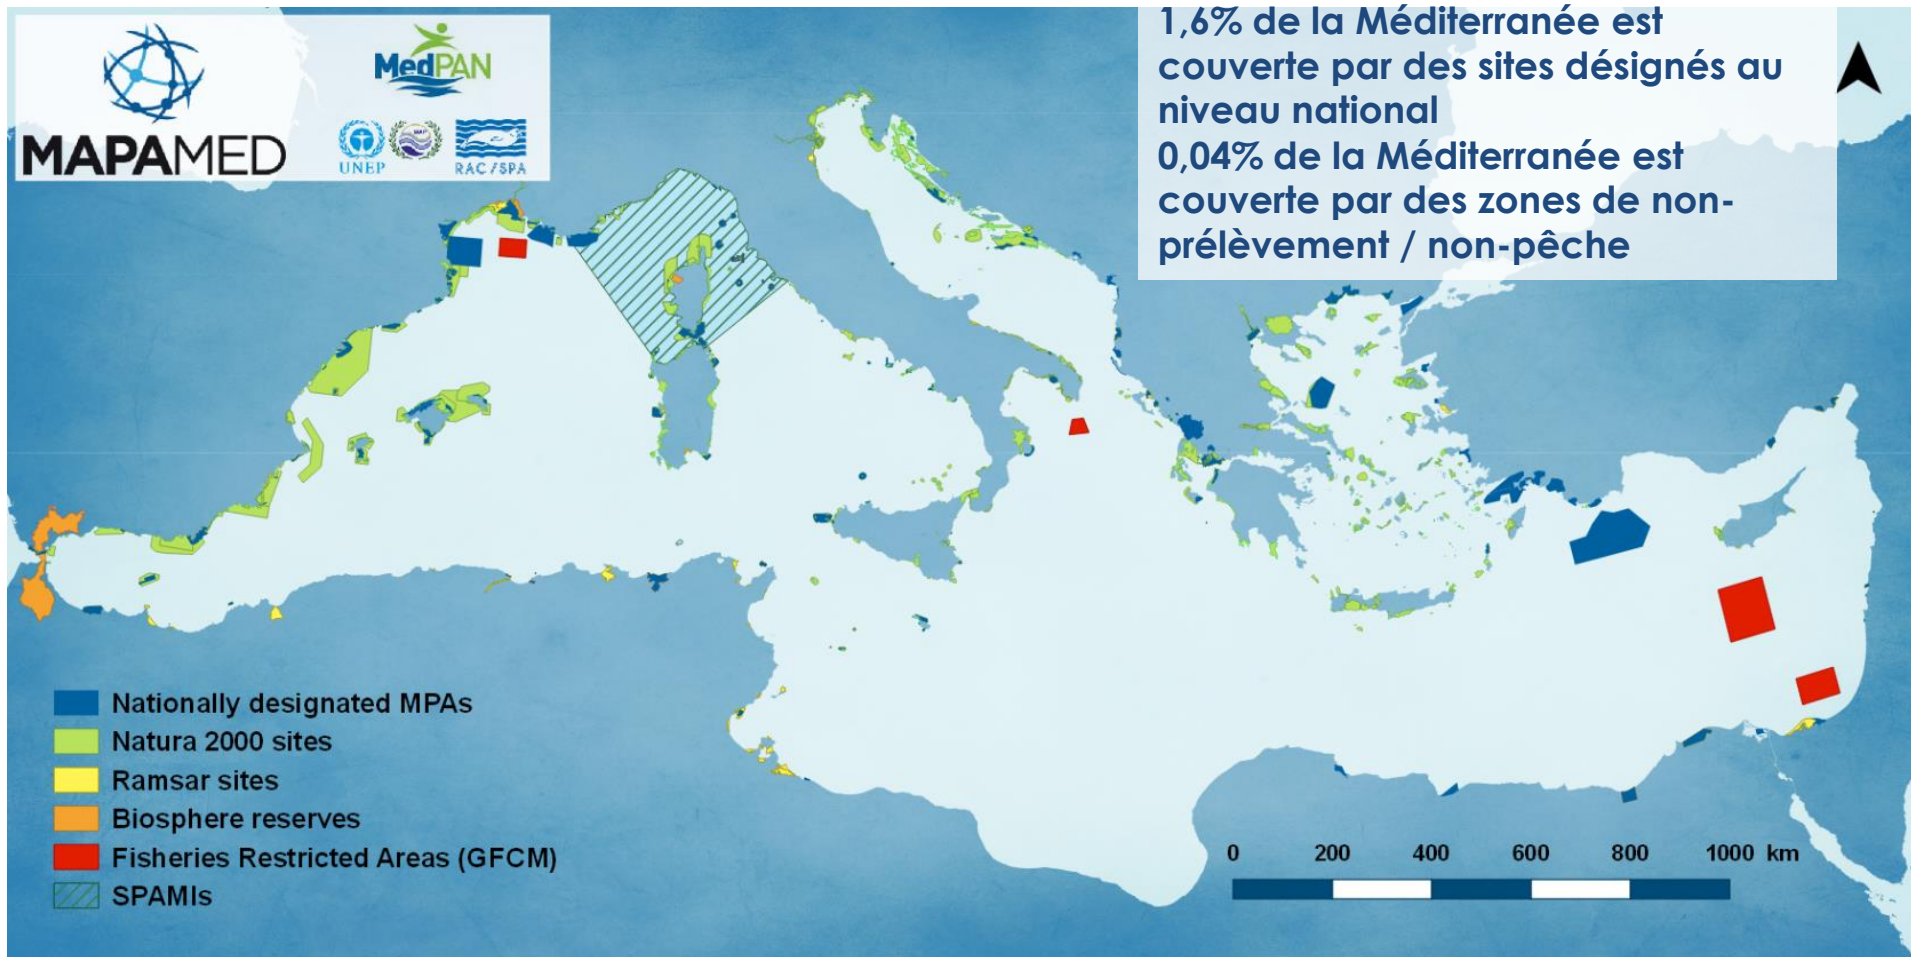 MAPAMED
MedPAN
UNEP
MAP
RAC/SPA
1,6% de la Méditerranée est
couverte par des sites désignés au
niveau national
0,04% de la Méditerranée est
couverte par des zones de non-
prélèvement / non-pêche
Nationally designated MPAs
Natura 2000 sites
Ramsar sites
Biosphere reserves
Fisheries Restricted Areas (GFCM)
SPAMIs
0 200 400 600 800 1000 km